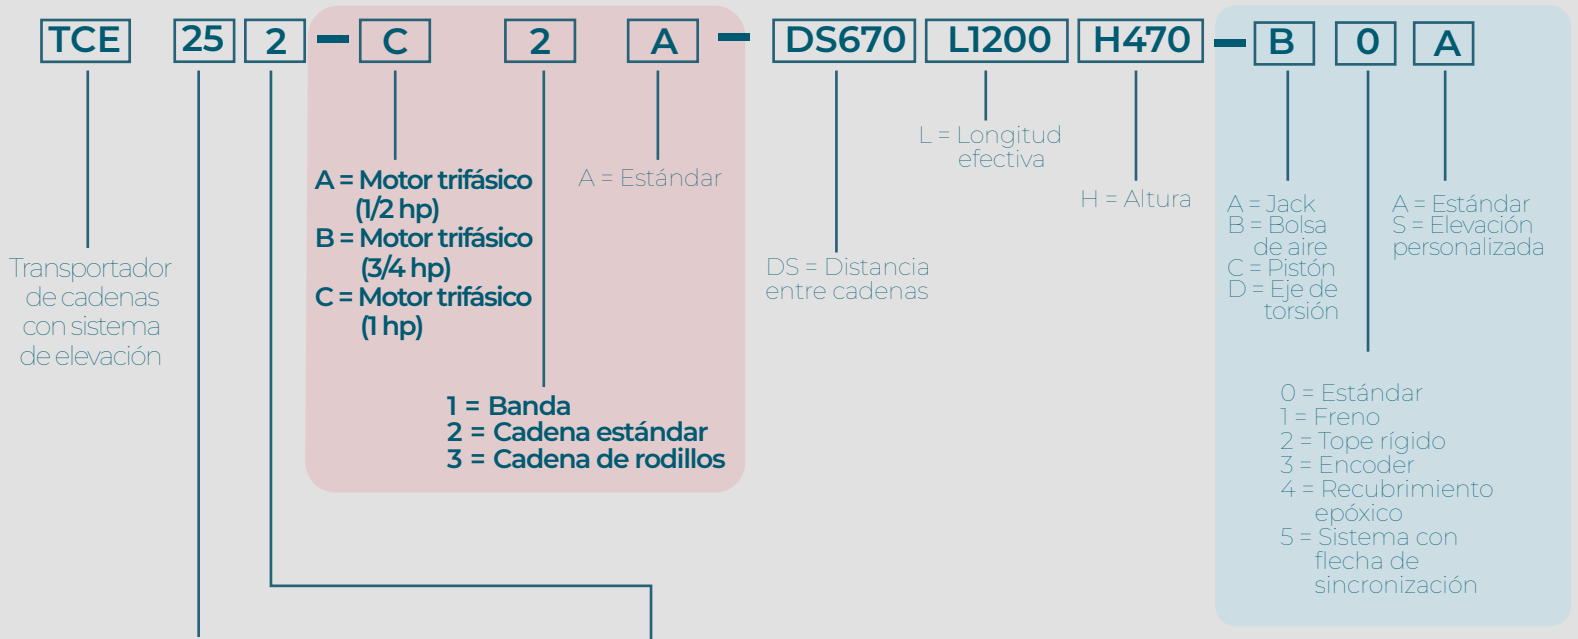 TCE 25 2 - C 2 A - DS670 L1200 H470 - B 0 A
Transportador
de cadenas
con sistema
de elevación
A = Motor trifásico
(1/2 hp)
B = Motor trifásico
(3/4 hp)
C = Motor trifásico
(1 hp)
1 = Banda
2 = Cadena estándar
3 = Cadena de rodillos
A = Estándar
DS = Distancia
entre cadenas
L = Longitud
efectiva
H = Altura
A = Jack
B = Bolsa
de aire
C = Pistón
D = Eje de
torsión
0 = Estándar
1 = Freno
2 = Tope rígido
3 = Encoder
4 = Recubrimiento
epóxico
5 = Sistema con
flecha de
sincronización
A = Estándar
S = Elevación
personalizada